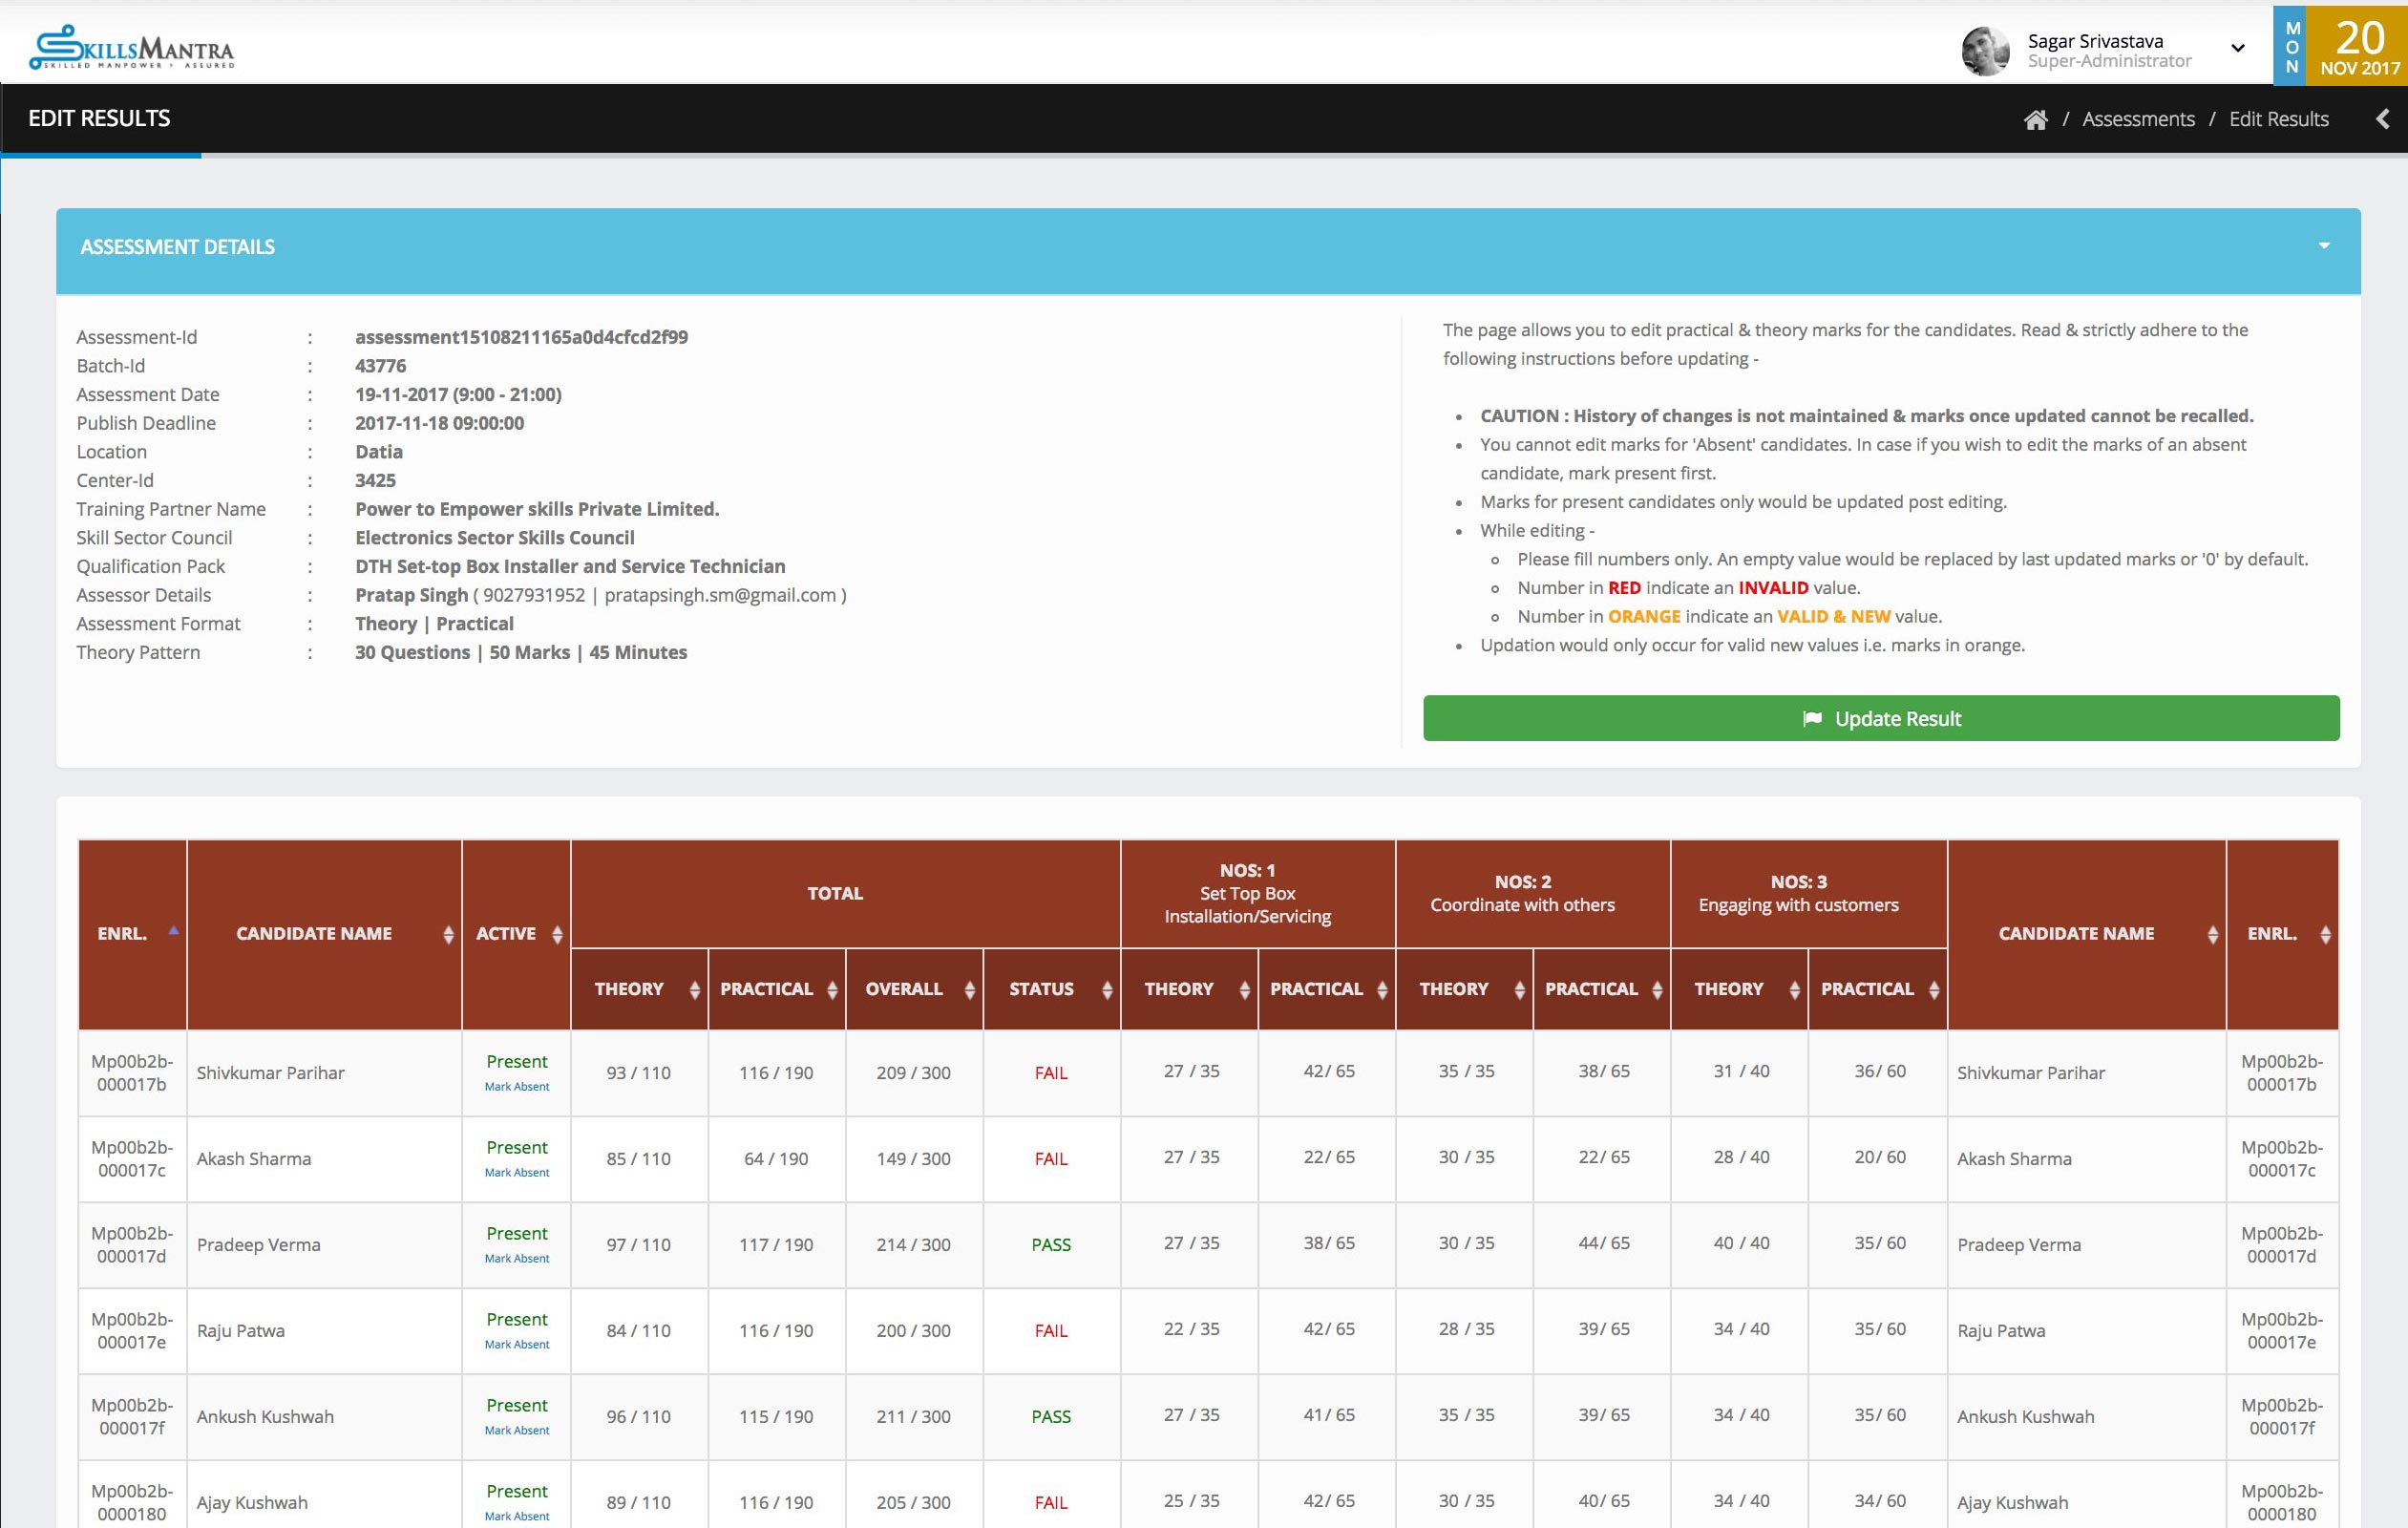 SKILLSMANTRA
SKILLED MANPOWER • ASSURED
Sagar Srivastava
Super-Administrator
MON
20
NOV 2017
EDIT RESULTS
/ Assessments / Edit Results
ASSESSMENT DETAILS
Assessment-Id : assessment15108211165a0d4cfcd2f99
Batch-Id : 43776
Assessment Date : 19-11-2017 (9:00 - 21:00)
Publish Deadline : 2017-11-18 09:00:00
Location : Datia
Center-Id : 3425
Training Partner Name : Power to Empower skills Private Limited.
Skill Sector Council : Electronics Sector Skills Council
Qualification Pack : DTH Set-top Box Installer and Service Technician
Assessor Details : Pratap Singh ( 9027931952 | pratapsingh.sm@gmail.com )
Assessment Format : Theory | Practical
Theory Pattern : 30 Questions | 50 Marks | 45 Minutes
The page allows you to edit practical & theory marks for the candidates. Read & strictly adhere to the
following instructions before updating -
• CAUTION : History of changes is not maintained & marks once updated cannot be recalled.
• You cannot edit marks for 'Absent' candidates. In case if you wish to edit the marks of an absent
candidate, mark present first.
• Marks for present candidates only would be updated post editing.
• While editing -
◦ Please fill numbers only. An empty value would be replaced by last updated marks or '0' by default.
◦ Number in RED indicate an INVALID value.
◦ Number in ORANGE indicate an VALID & NEW value.
• Updation would only occur for valid new values i.e. marks in orange.
Update Result
ENRL. CANDIDATE NAME ACTIVE TOTAL NOS: 1 NOS: 2 NOS: 3 CANDIDATE NAME ENRL.
Set Top Box Coordinate with others Engaging with customers
Installation/Servicing
THEORY PRACTICAL OVERALL STATUS THEORY PRACTICAL THEORY PRACTICAL THEORY PRACTICAL
Mp00b2b- Present Mp00b2b-
000017b Shivkumar Parihar Mark Absent 93 / 110 116 / 190 209 / 300 FAIL 27 / 35 42/ 65 35 / 35 38/ 65 31 / 40 36/ 60 Shivkumar Parihar 000017b
Mp00b2b- Present Mp00b2b-
000017c Akash Sharma Mark Absent 85 / 110 64 / 190 149 / 300 FAIL 27 / 35 22/ 65 30 / 35 22/ 65 28 / 40 20/ 60 Akash Sharma 000017c
Mp00b2b- Present Mp00b2b-
000017d Pradeep Verma Mark Absent 97 / 110 117 / 190 214 / 300 PASS 27 / 35 38/ 65 30 / 35 44/ 65 40 / 40 35/ 60 Pradeep Verma 000017d
Mp00b2b- Present Mp00b2b-
000017e Raju Patwa Mark Absent 84 / 110 116 / 190 200 / 300 FAIL 22 / 35 42/ 65 28 / 35 39/ 65 34 / 40 35/ 60 Raju Patwa 000017e
Mp00b2b- Present Mp00b2b-
000017f Ankush Kushwah Mark Absent 96 / 110 115 / 190 211 / 300 PASS 27 / 35 41/ 65 35 / 35 39/ 65 34 / 40 35/ 60 Ankush Kushwah 000017f
Mp00b2b- Present Mp00b2b-
0000180 Ajay Kushwah Mark Absent 89 / 110 116 / 190 205 / 300 FAIL 25 / 35 42/ 65 30 / 35 40/ 65 34 / 40 34/ 60 Ajay Kushwah 0000180